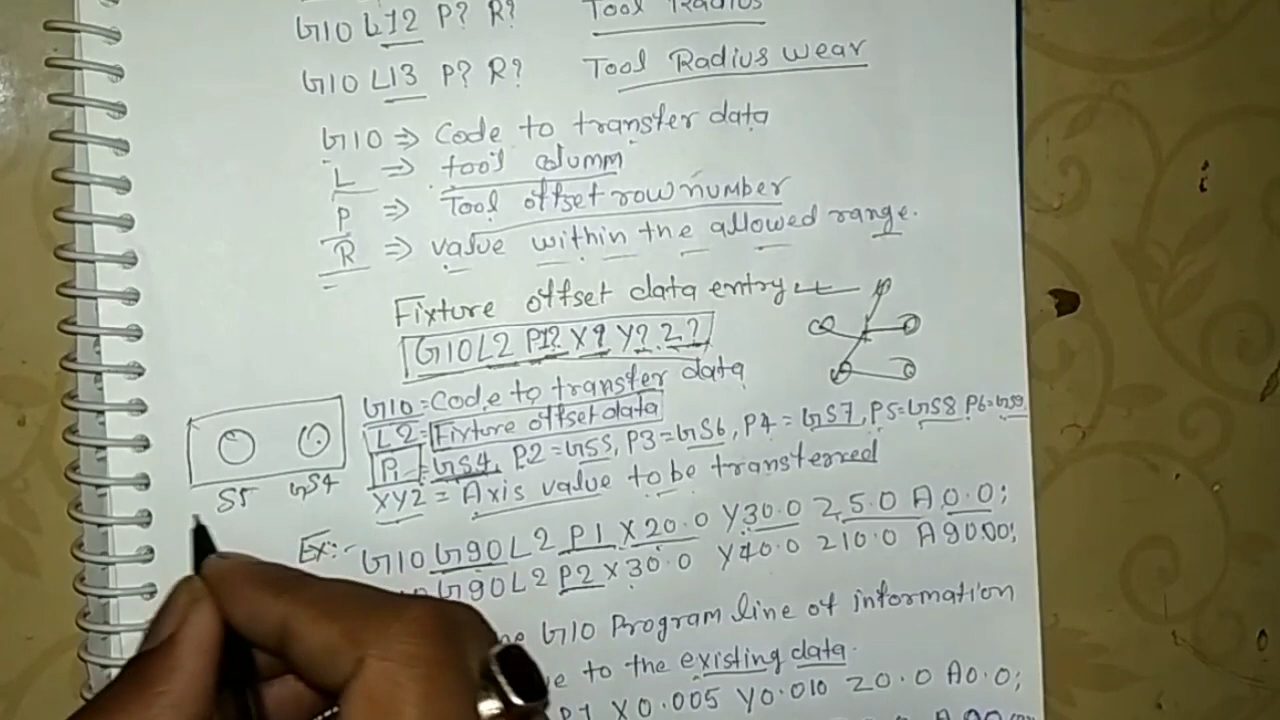 G10 L12 P? R? Tool Radius
G10 L13 P? R? Tool Radius wear
G10 => Code to transfer data
L => tool column
P => Tool offset row number
R => value within the allowed range.
Fixture offset data entry
G10 L2 P1? X? Y? Z?
G10 = Code to transfer data
L2 = Fixture offset data
P1 = G54, P2 = G55, P3 = G56, P4 = G57, P5 = G58 P6 = G59
XYZ = Axis value to be transferred
55 G54
Ex:- G10 G90 L2 P1 X20.0 Y30.0 Z5.0 A0.0;
G90 L2 P2 X30.0 Y40.0 Z10.0 A90.00;
G10 Program line of information
to the existing data.
P1 X0.005 Y0.010 Z0.0 A0.0;